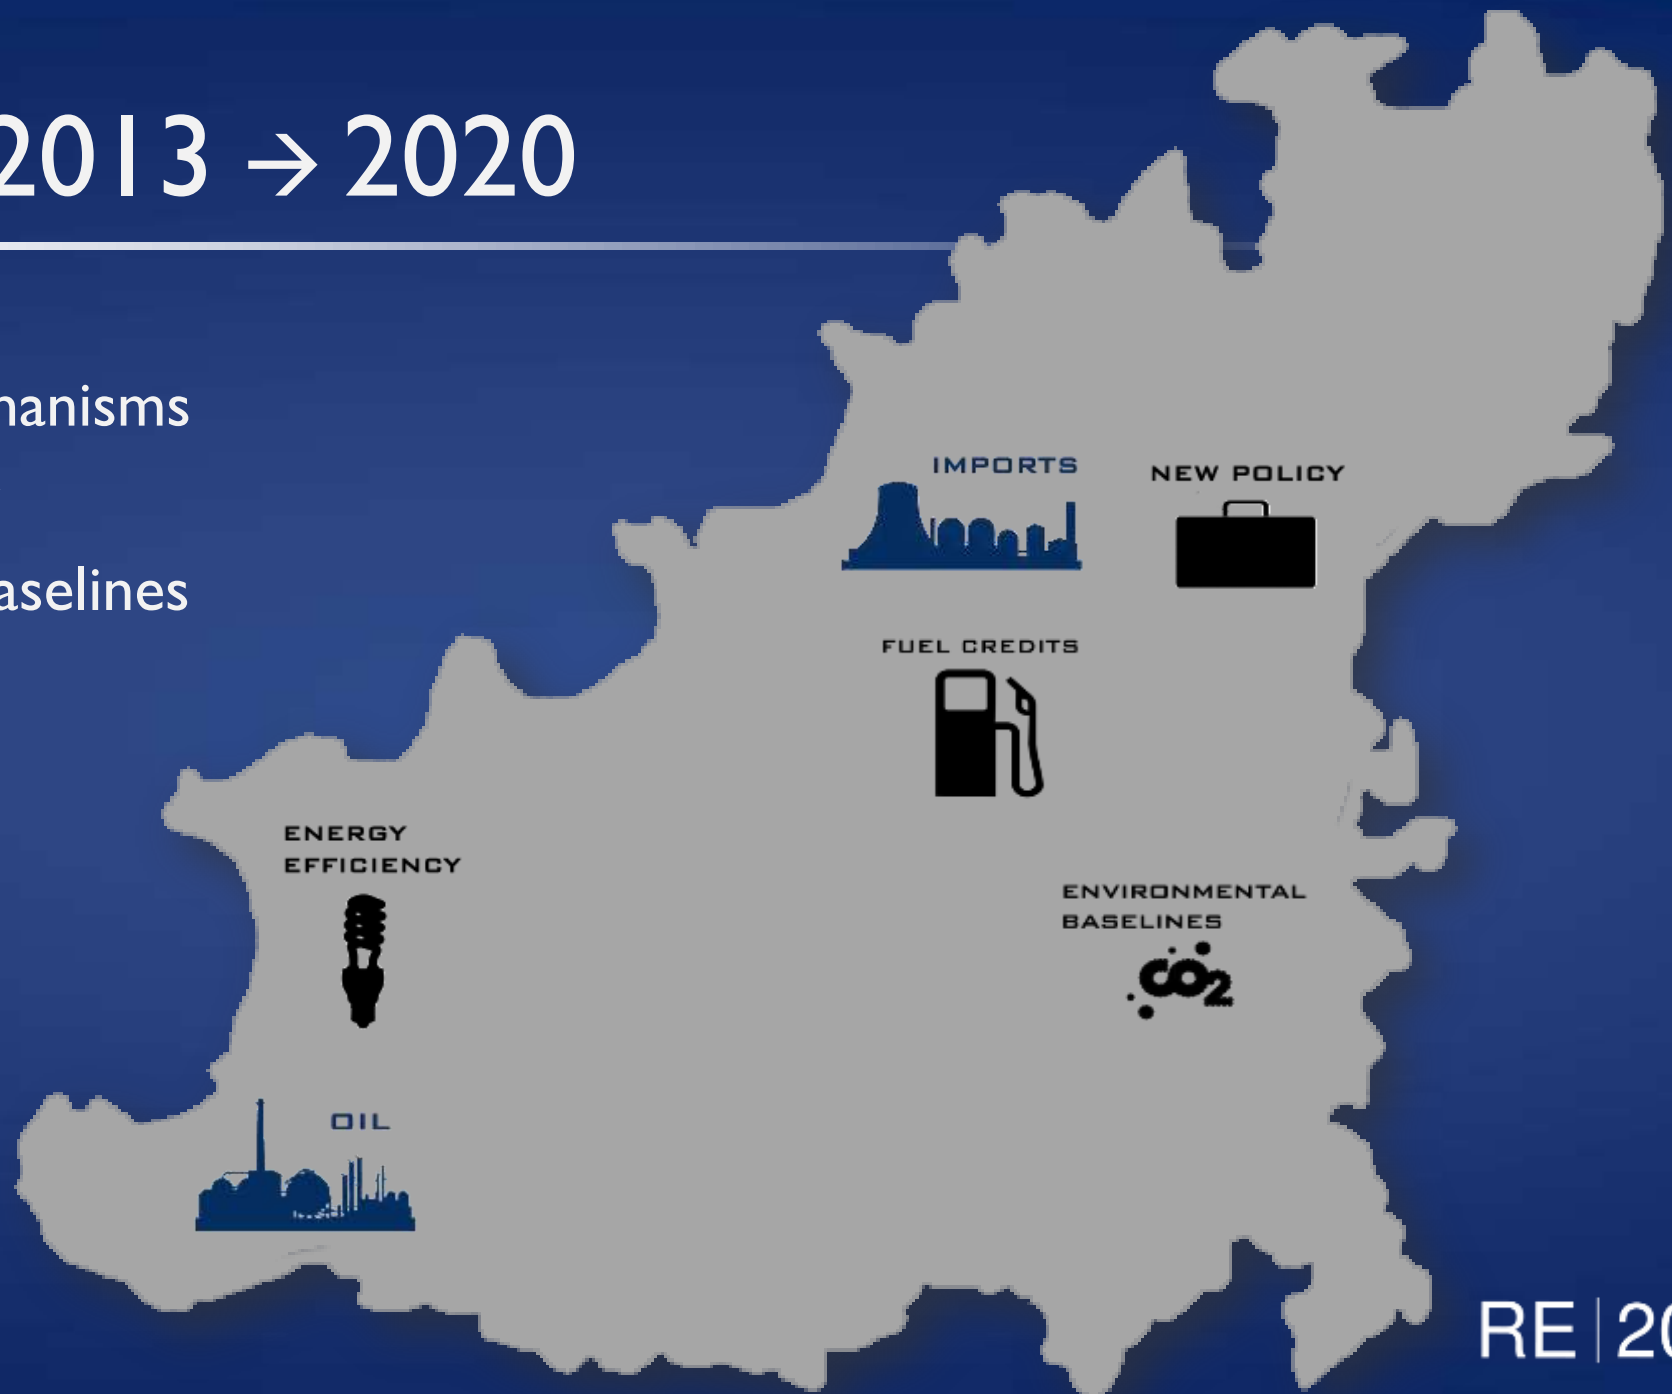 2013 → 2020
hanisms
aselines
IMPORTS
NEW POLICY
FUEL CREDITS
ENERGY
EFFICIENCY
ENVIRONMENTAL
BASELINES
CO2
OIL
RE | 20